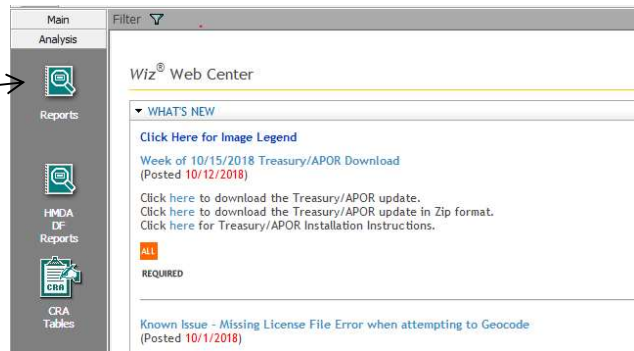 Main
Analysis
Reports
HMDA
DF
Reports
CRA
CRA
Tables
Filter
Wiz® Web Center
WHAT'S NEW
Click Here for Image Legend
Week of 10/15/2018 Treasury/APOR Download
(Posted 10/12/2018)
Click here to download the Treasury/APOR update.
Click here to download the Treasury/APOR update in Zip format.
Click here for Treasury/APOR Installation Instructions.
ALL
REQUIRED
Known Issue - Missing License File Error when attempting to Geocode
(Posted 10/1/2018)